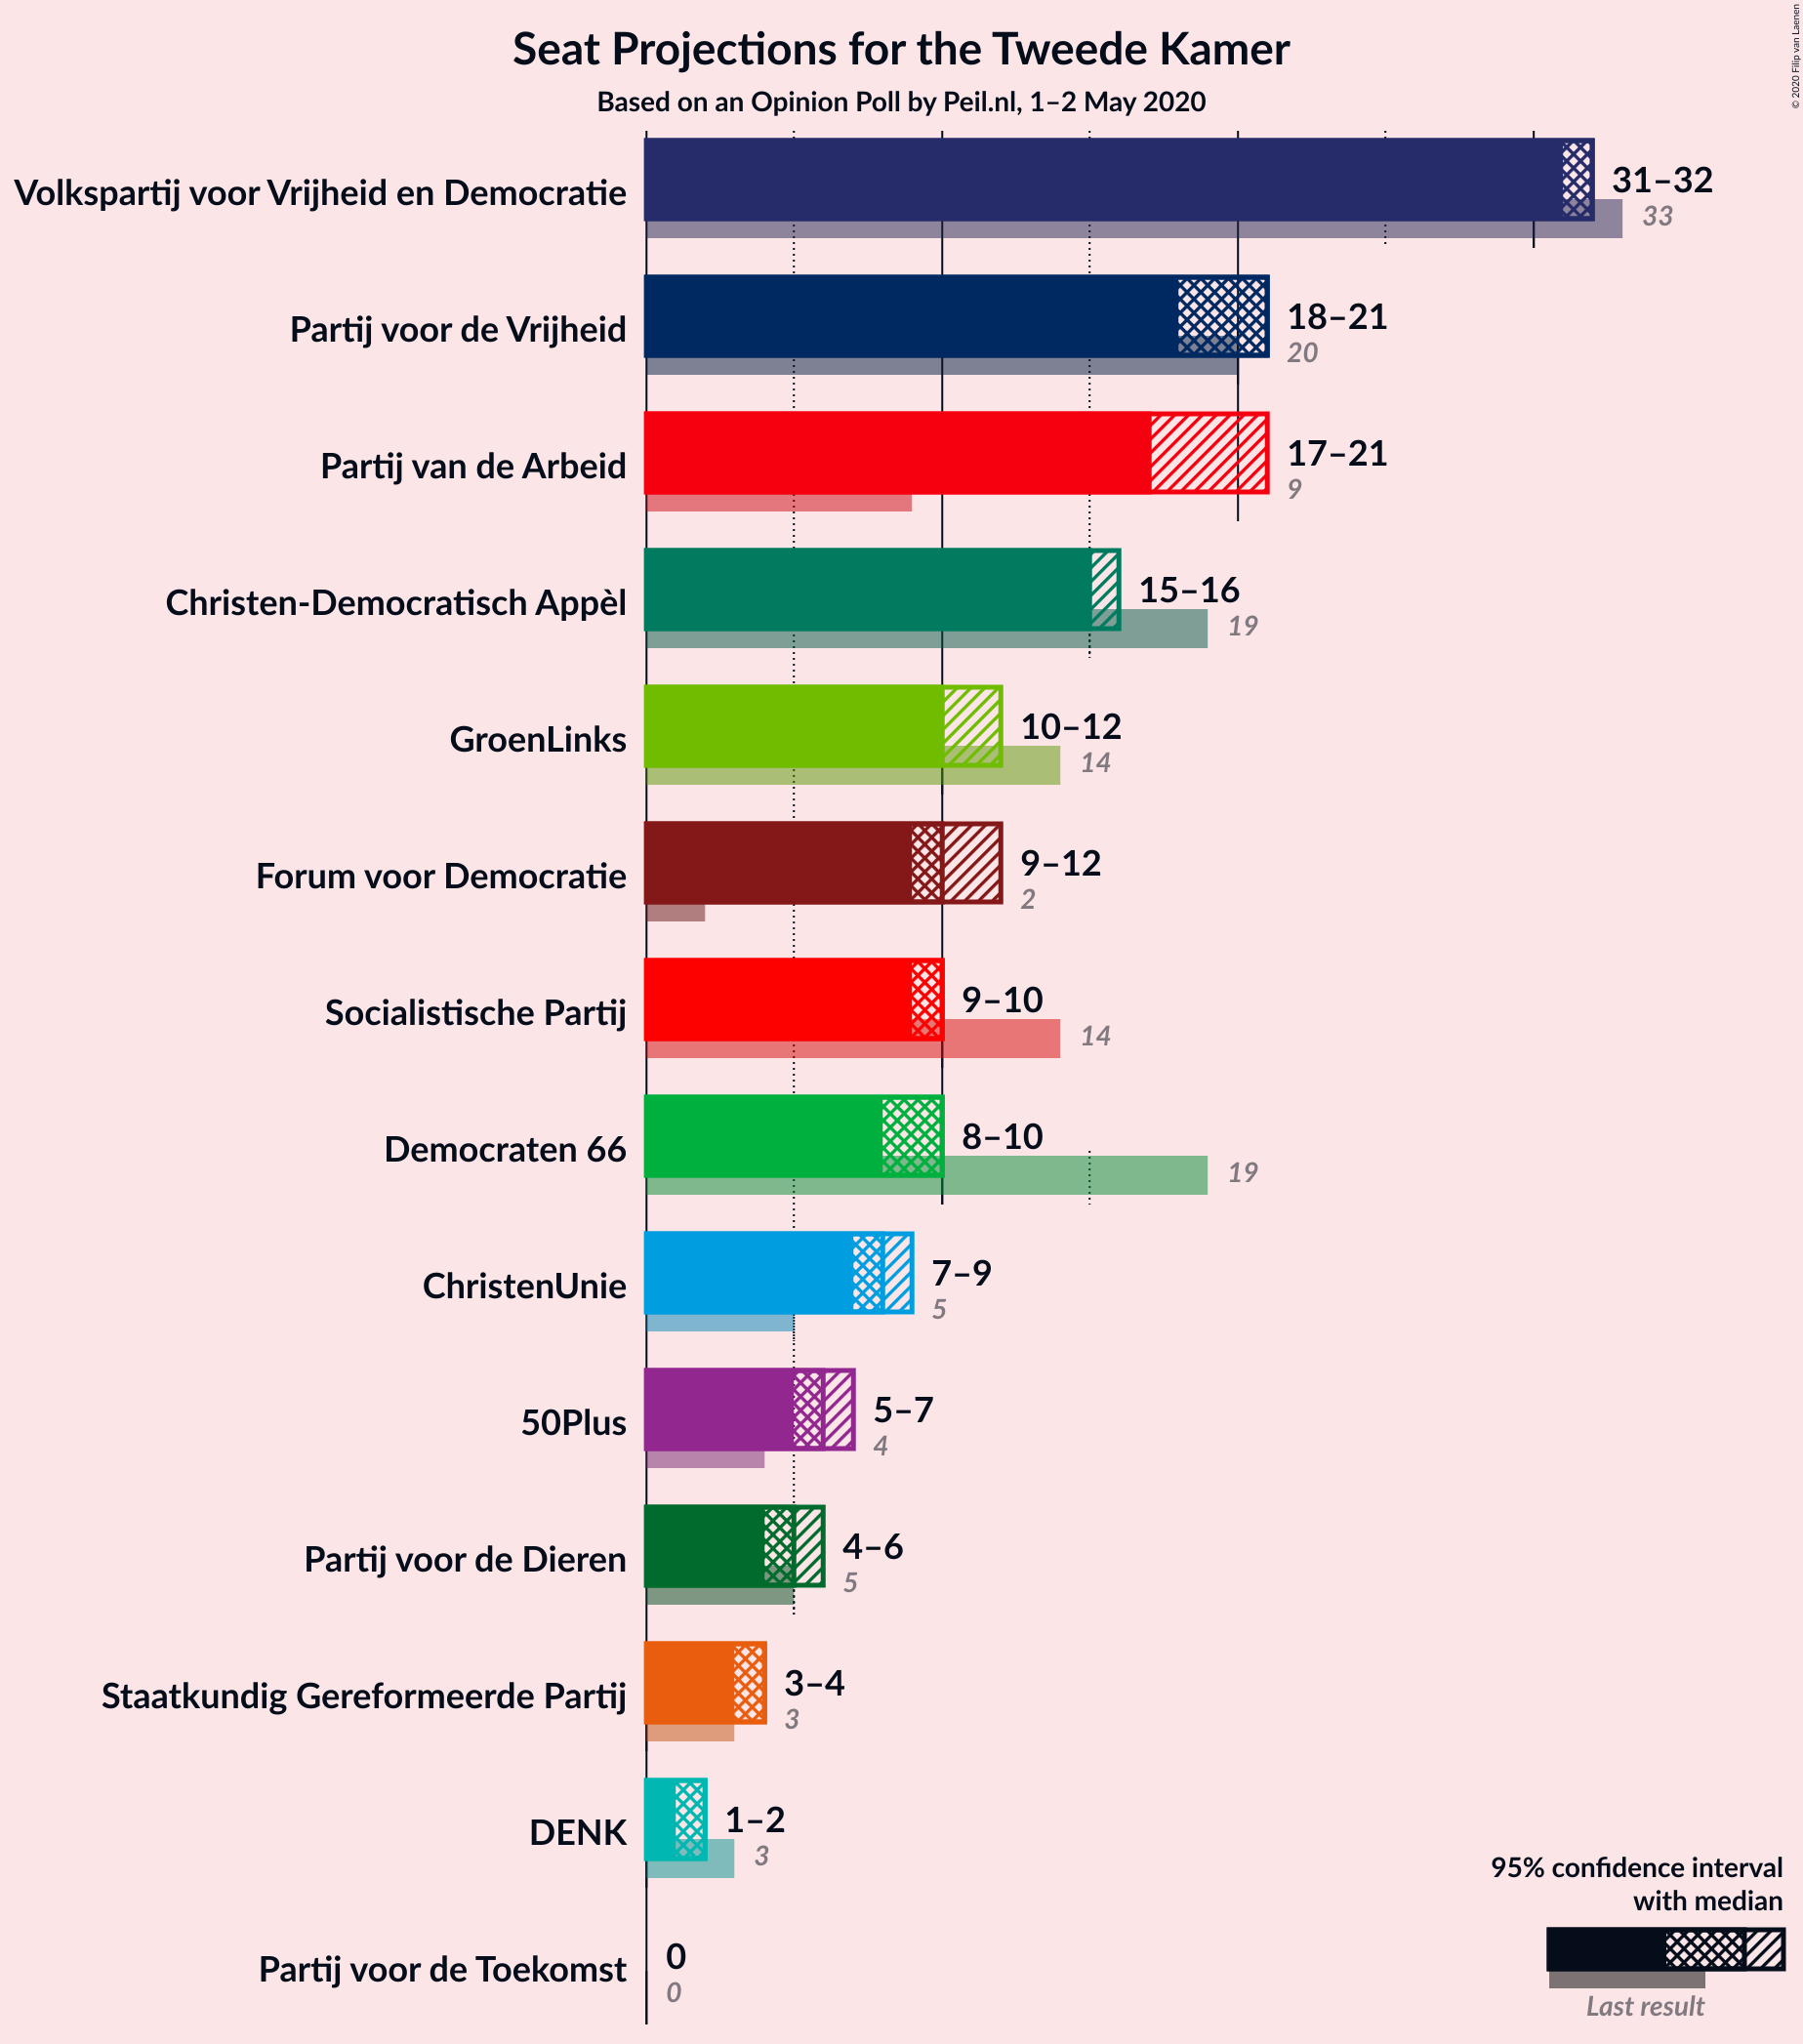 Seat Projections for the Tweede Kamer
Based on an Opinion Poll by Peil.nl, 1–2 May 2020
© 2020 Filip van Laenen
Volkspartij voor Vrijheid en Democratie
31–32
33
Partij voor de Vrijheid
18–21
20
Partij van de Arbeid
17–21
9
Christen-Democratisch Appèl
15–16
19
GroenLinks
10–12
14
Forum voor Democratie
9–12
2
Socialistische Partij
9–10
14
Democraten 66
8–10
19
ChristenUnie
7–9
5
50Plus
5–7
4
Partij voor de Dieren
4–6
5
Staatkundig Gereformeerde Partij
3–4
3
DENK
1–2
3
Partij voor de Toekomst
0
0
95% confidence interval
with median
Last result